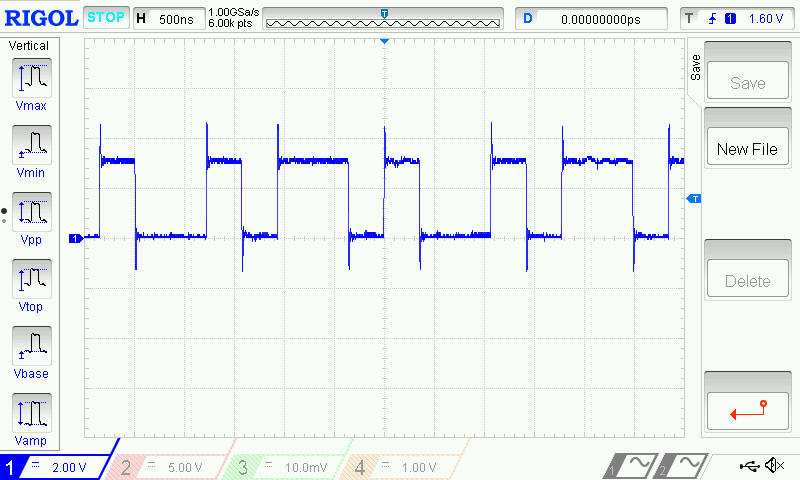 RIGOL STOP H 500ns 1.00GSa/s 6.00k pts T D 0.00000000ps T 1 1.60 V
Vertical
Vmax
Vmin
Vpp
Vtop
Vbase
Vamp
1
T
Save
Save
New File
Delete
1 2.00 V 2 5.00 V 3 10.0mV 4 1.00 V 1 2